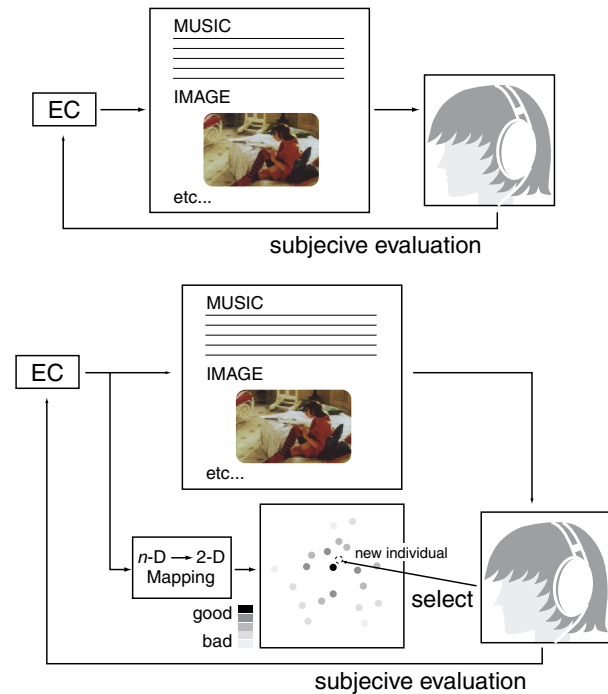 MUSIC
EC
IMAGE
etc...
subjecive evaluation
MUSIC
EC
IMAGE
etc...
n-D → 2-D
Mapping
new individual
select
good
bad
subjecive evaluation